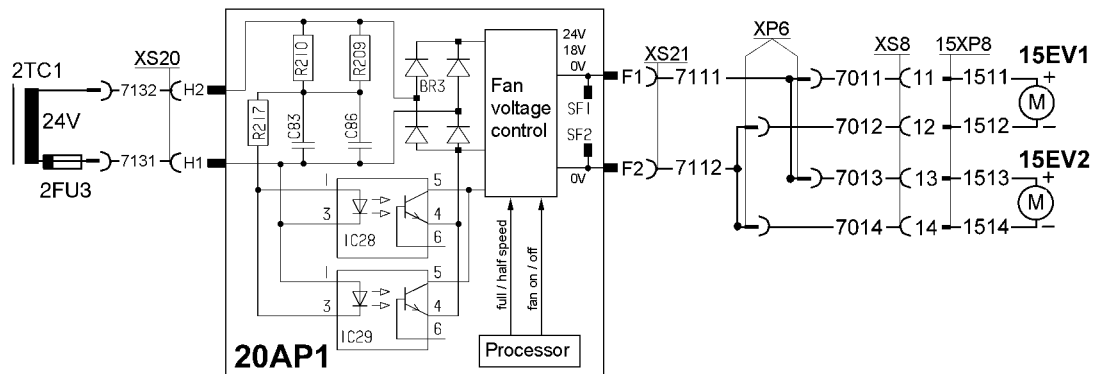 2TC1
24V
2FU3
XS20
7132
H2
7131
H1
R210
R209
R217
C83
C86
BR3
Fan
voltage
control
24V
18V
0V
SF1
SF2
0V
1
3
5
4
6
IC28
1
3
5
4
6
IC29
full / half speed
fan on / off
Processor
20AP1
F1
F2
XS21
7111
7112
XP6
XS8
15XP8
7011
11
1511
7012
12
1512
7013
13
1513
7014
14
1514
15EV1
+
M
–
15EV2
+
M
–